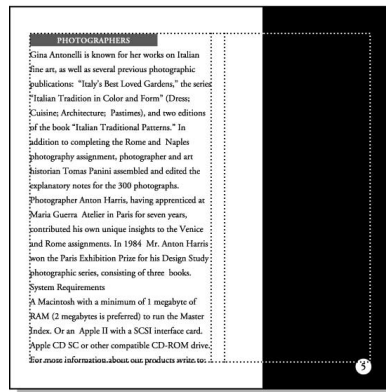 PHOTOGRAPHERS
Gina Antonelli is known for her works on Italian
fine art, as well as several previous photographic
publications: "Italy's Best Loved Gardens," the series
"Italian Tradition in Color and Form" (Dress;
Cuisine; Architecture; Pastimes), and two editions
of the book "Italian Traditional Patterns." In
addition to completing the Rome and Naples
photography assignment, photographer and art
historian Tomas Panini assembled and edited the
explanatory notes for the 300 photographs.
Photographer Anton Harris, having apprenticed at
Maria Guerra Atelier in Paris for seven years,
contributed his own unique insights to the Venice
and Rome assignments. In 1984 Mr. Anton Harris
won the Paris Exhibition Prize for his Design Study
photographic series, consisting of three books.
System Requirements
A Macintosh with a minimum of 1 megabyte of
RAM (2 megabytes is preferred) to run the Master
Index. Or an Apple II with a SCSI interface card.
Apple CD SC or other compatible CD-ROM drive.
For more information about our products write to:
5